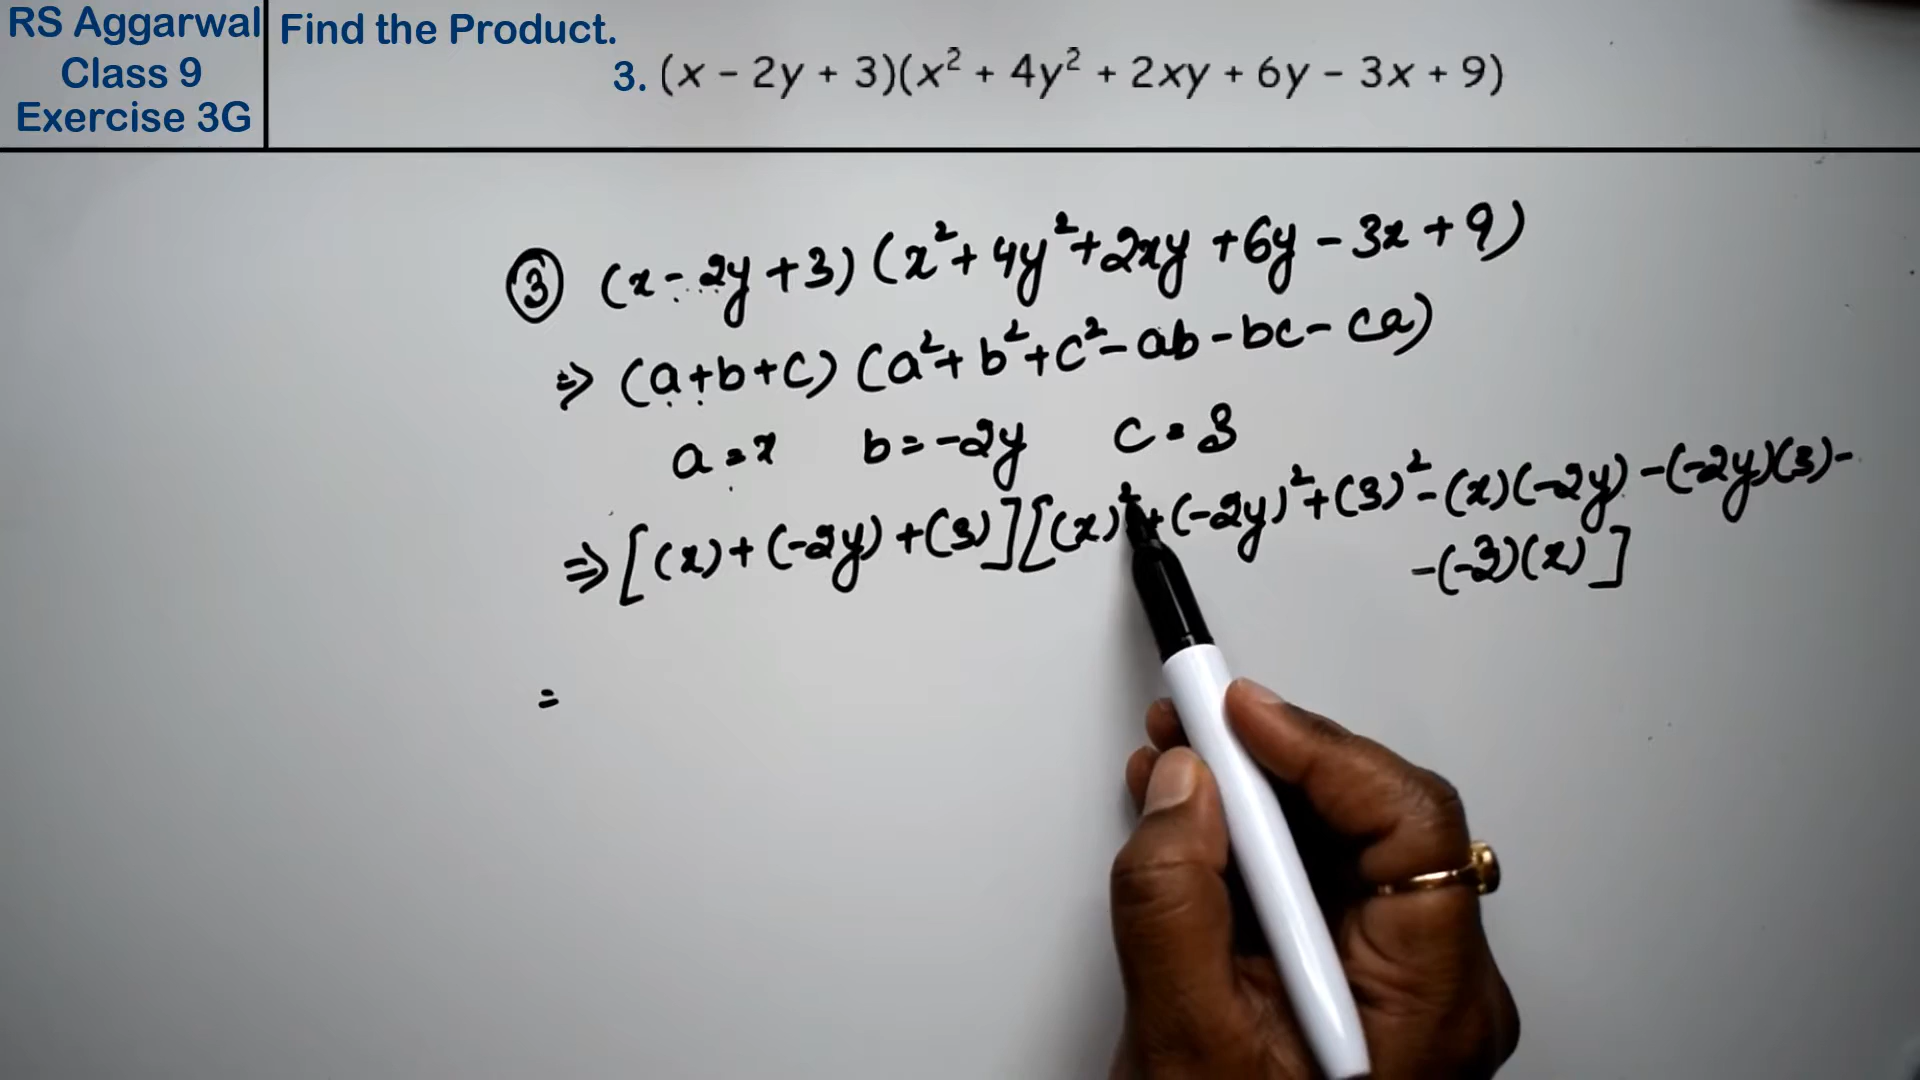 RS Aggarwal
Class 9
Exercise 3G
Find the Product.
3. (x - 2y + 3)(x² + 4y² + 2xy + 6y - 3x + 9)
③ (x - 2y + 3) (x² + 4y² + 2xy + 6y - 3x + 9)
⇒ (a+b+c) (a² + b² + c² - ab - bc - ca)
a = x b = -2y c = 3
⇒ [(x) + (-2y) + (3)] [(x)² + (-2y)² + (3)² - (x)(-2y) - (-2y)(3) -
- (-3)(x)]
=